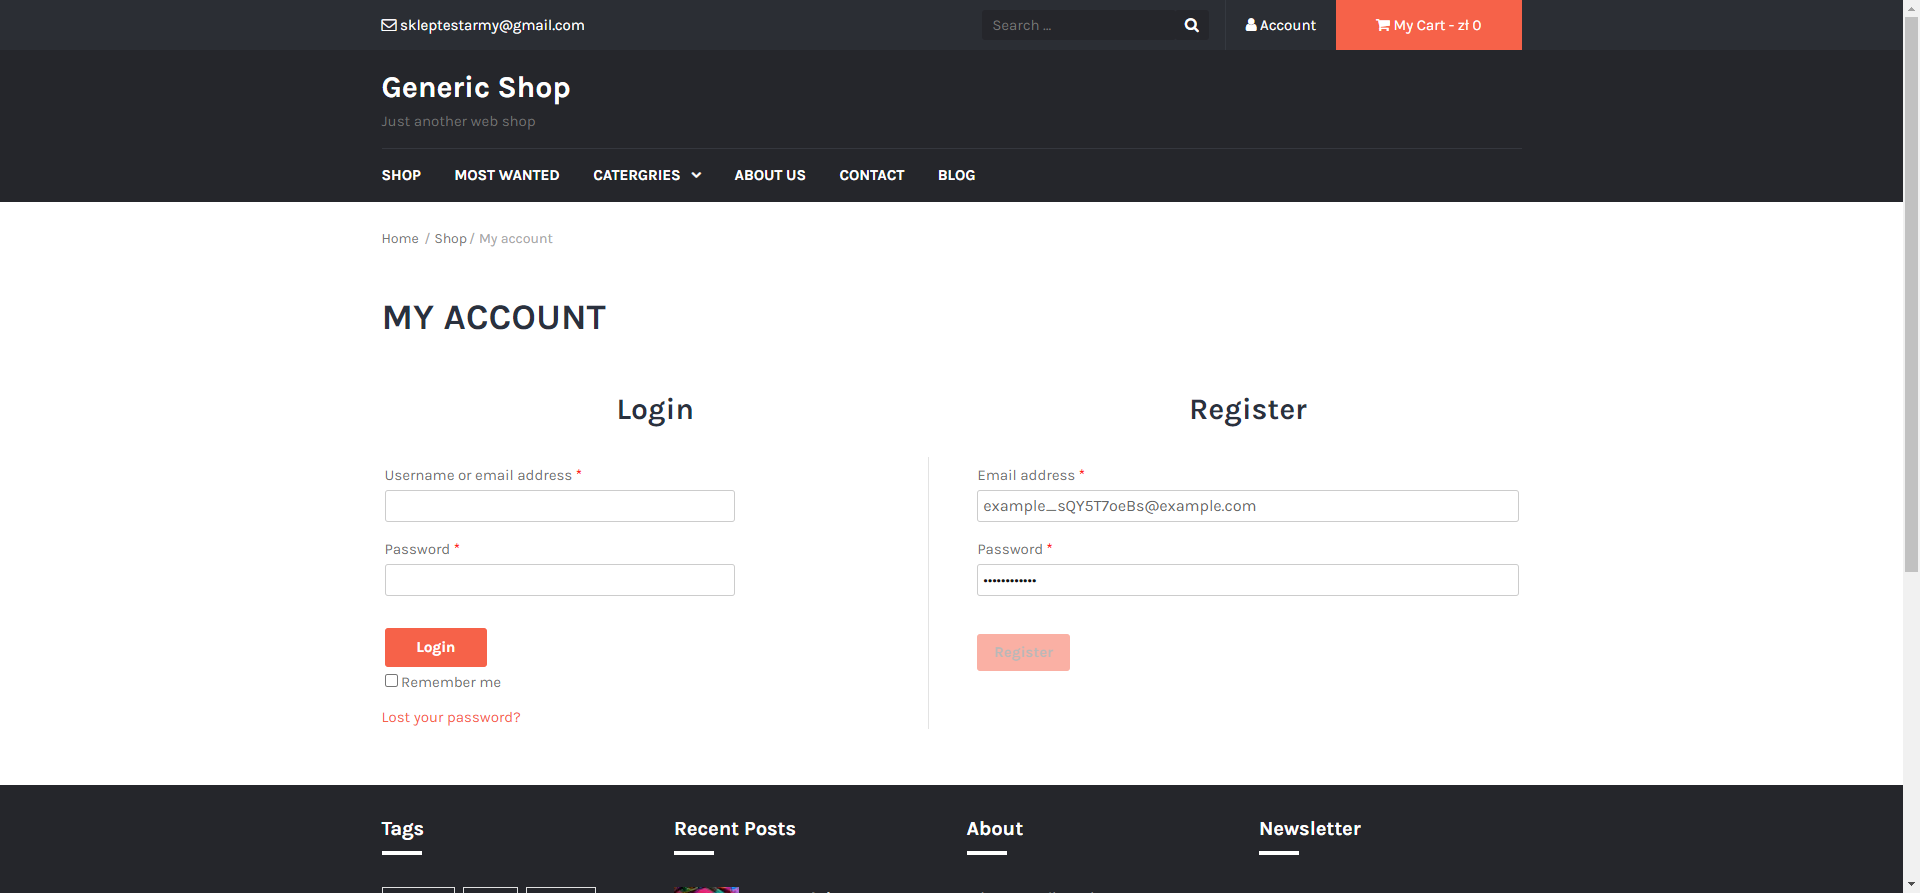 skleptestarmy@gmail.com
Search ...
Account
My Cart - zł 0
Generic Shop
Just another web shop
SHOP MOST WANTED CATERGRIES ABOUT US CONTACT BLOG
Home / Shop / My account
MY ACCOUNT
Login
Username or email address *
Password *
Login
Remember me
Lost your password?
Register
Email address *
example_sQY5T7oeBs@example.com
Password *
••••••••••••
Register
Tags
Recent Posts
About
Newsletter